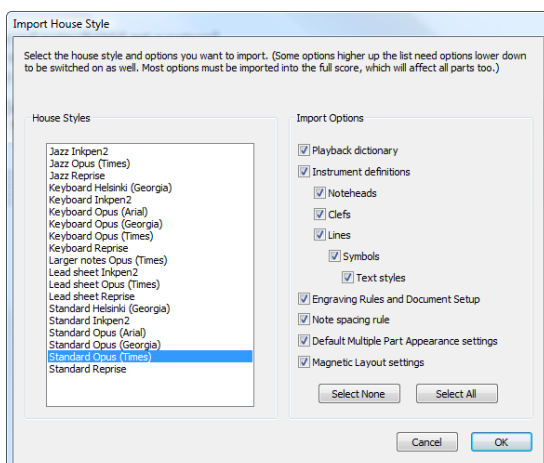 Import House Style
Select the house style and options you want to import. (Some options higher up the list need options lower down
to be switched on as well. Most options must be imported into the full score, which will affect all parts too.)
House Styles
Jazz Inkpen2
Jazz Opus (Times)
Jazz Reprise
Keyboard Helsinki (Georgia)
Keyboard Inkpen2
Keyboard Opus (Arial)
Keyboard Opus (Georgia)
Keyboard Opus (Times)
Keyboard Reprise
Larger notes Opus (Times)
Lead sheet Inkpen2
Lead sheet Opus (Times)
Lead sheet Reprise
Standard Helsinki (Georgia)
Standard Inkpen2
Standard Opus (Arial)
Standard Opus (Georgia)
Standard Opus (Times)
Standard Reprise
Import Options
Playback dictionary
Instrument definitions
Noteheads
Clefs
Lines
Symbols
Text styles
Engraving Rules and Document Setup
Note spacing rule
Default Multiple Part Appearance settings
Magnetic Layout settings
Select None
Select All
Cancel
OK